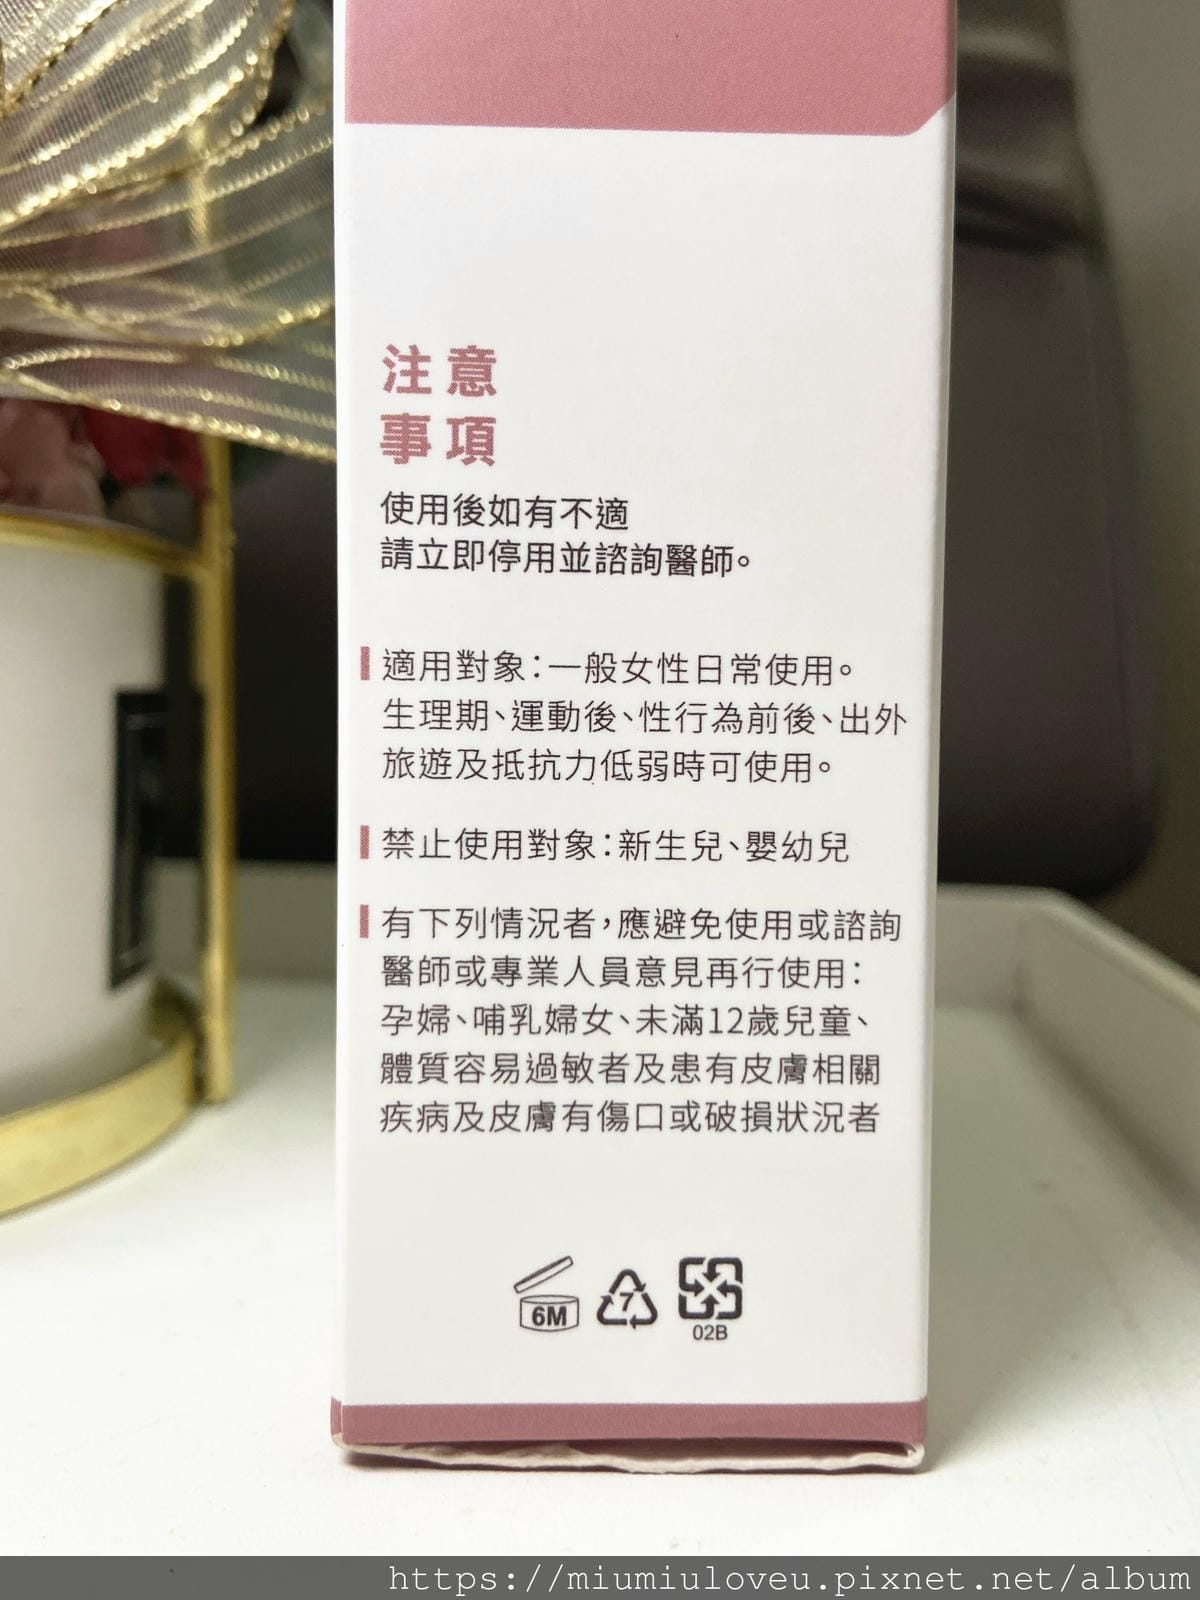 注意
事項
使用後如有不適
請立即停用並諮詢醫師。
適用對象：一般女性日常使用。
生理期、運動後、性行為前後、出外
旅遊及抵抗力低弱時可使用。
禁止使用對象：新生兒、嬰幼兒
有下列情況者，應避免使用或諮詢
醫師或專業人員意見再行使用：
孕婦、哺乳婦女、未滿12歲兒童、
體質容易過敏者及患有皮膚相關
疾病及皮膚有傷口或破損狀況者
6M
7
02B
https://miumiuloveu.pixnet.net/album